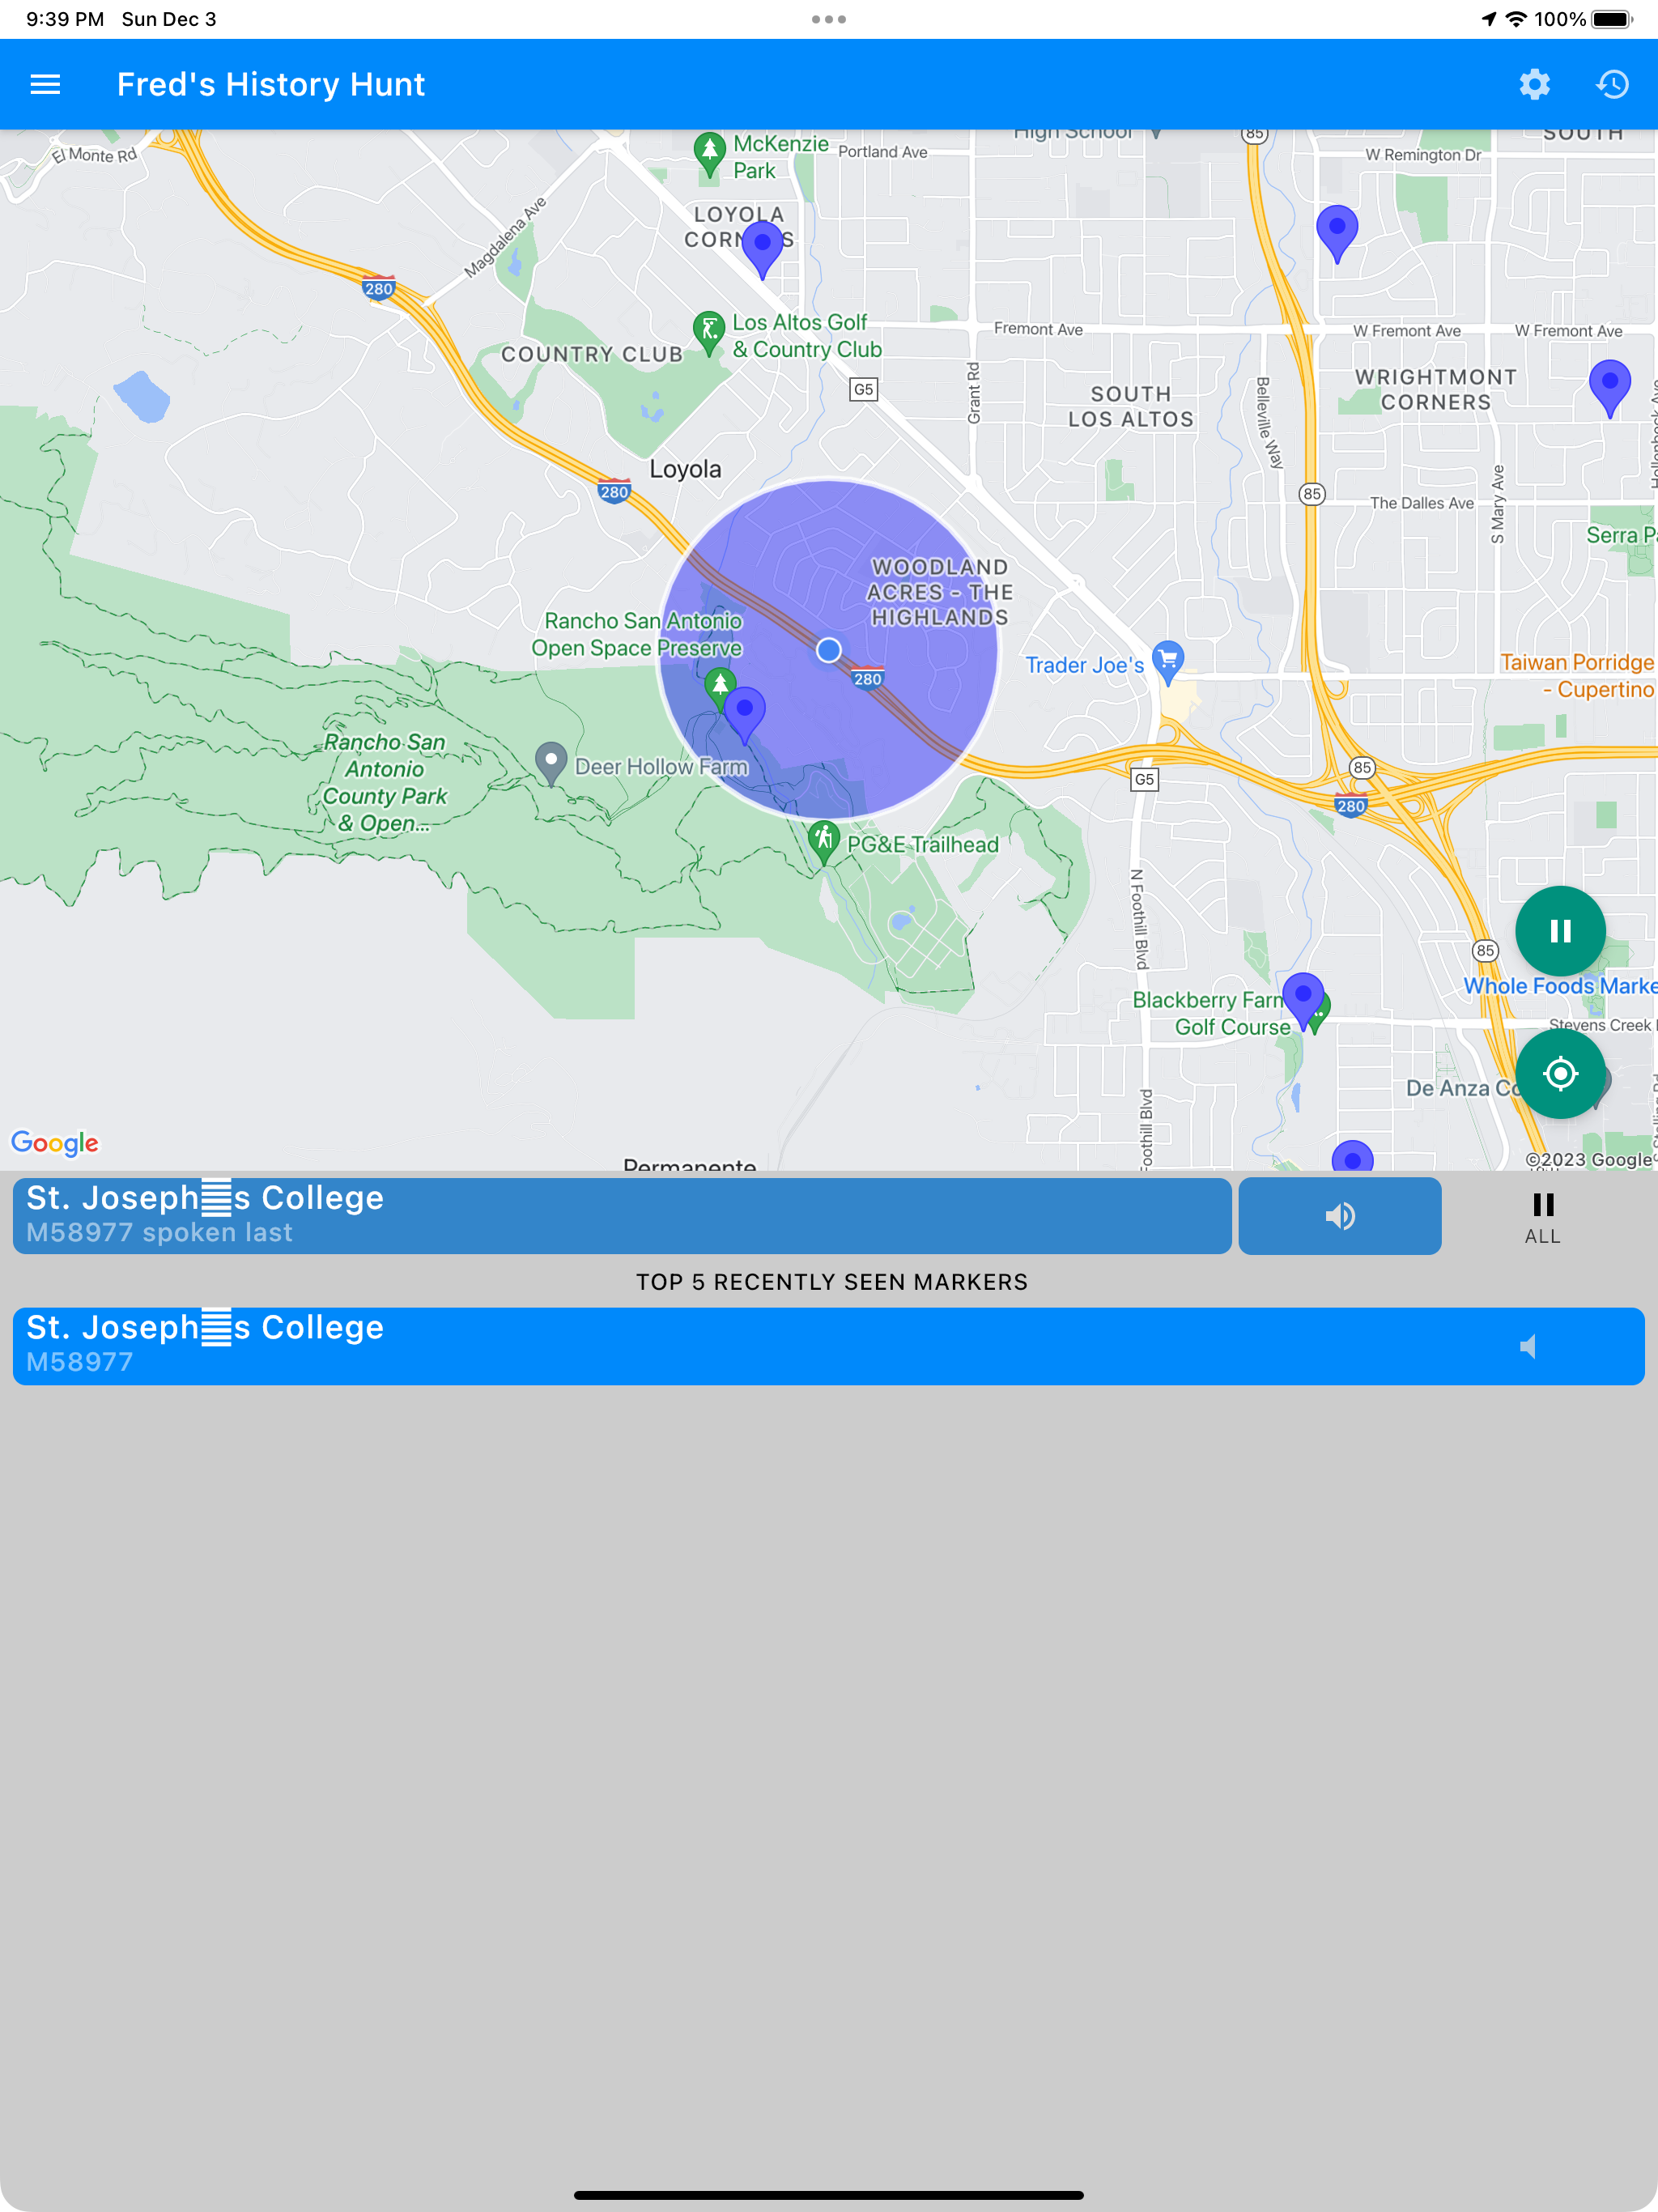 9:39 PM Sun Dec 3
100%
Fred's History Hunt
El Monte Rd
McKenzie
Park
Portland Ave
High School
85
W Remington Dr
SOUTH
Magdalena Ave
LOYOLA
280
Los Altos Golf
& Country Club
COUNTRY CLUB
Fremont Ave
W Fremont Ave
W Fremont Ave
G5
Grant Rd
SOUTH
LOS ALTOS
Belleville Way
WRIGHTMONT
CORNERS
Loyola
280
85
The Dalles Ave
S Mary Ave
Serra
WOODLAND
ACRES - THE
HIGHLANDS
Rancho San Antonio
Open Space Preserve
280
Trader Joe's
Taiwan Porridge
- Cupertino
Rancho San
Antonio
County Park
& Open...
Deer Hollow Farm
G5
85
280
PG&E Trailhead
N Foothill Blvd
85
Whole Foods Marke
Blackberry Farm
Golf Course
Stevens Creek
De Anza
Foothill Blvd
Google
Permanente
©2023 Google
St. Joseph s College
M58977 spoken last
ALL
TOP 5 RECENTLY SEEN MARKERS
St. Joseph s College
M58977